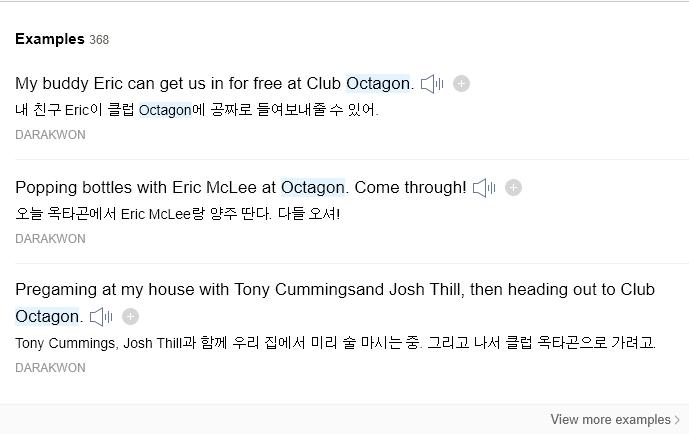 Examples 368
My buddy Eric can get us in for free at Club Octagon.
내 친구 Eric이 클럽 Octagon에 공짜로 들여보내줄 수 있어.
DARAKWON
Popping bottles with Eric McLee at Octagon. Come through!
오늘 옥타곤에서 Eric McLee랑 양주 딴다. 다들 오셔!
DARAKWON
Pregaming at my house with Tony Cummingsand Josh Thill, then heading out to Club
Octagon.
Tony Cummings, Josh Thill과 함께 우리 집에서 미리 술 마시는 중. 그리고 나서 클럽 옥타곤으로 가려고.
DARAKWON
View more examples